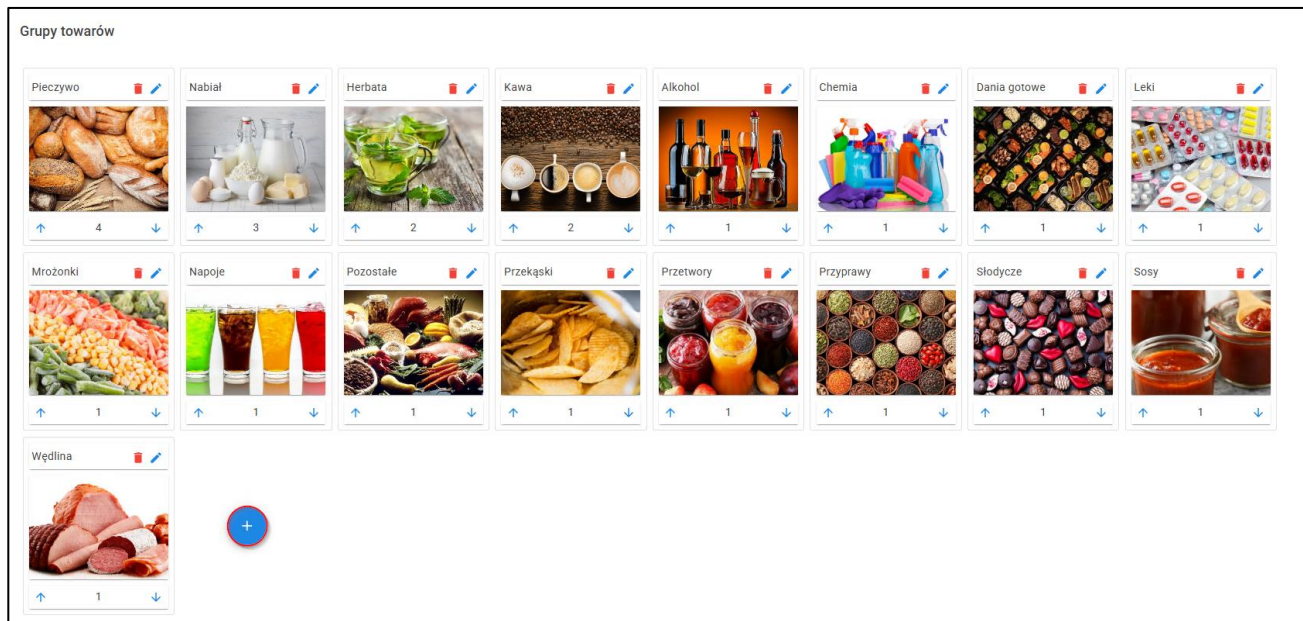 Grupy towarów
Pieczywo Nabiał Herbata Kawa Alkohol Chemia Dania gotowe Leki
4 3 2 2 1 1 1 1
Mrożonki Napoje Pozostałe Przekąski Przetwory Przyprawy Słodycze Sosy
1 1 1 1 1 1 1 1
Wędlina
1